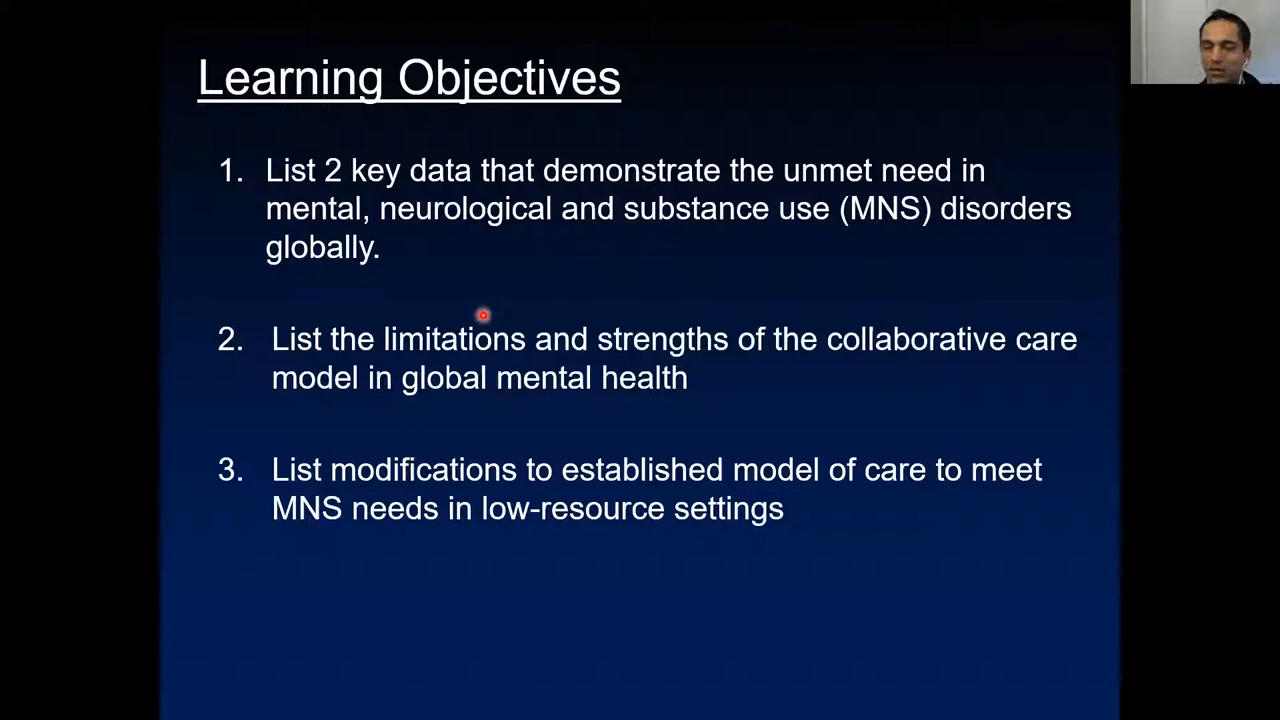 Learning Objectives
1. List 2 key data that demonstrate the unmet need in
mental, neurological and substance use (MNS) disorders
globally.
2. List the limitations and strengths of the collaborative care
model in global mental health
3. List modifications to established model of care to meet
MNS needs in low-resource settings